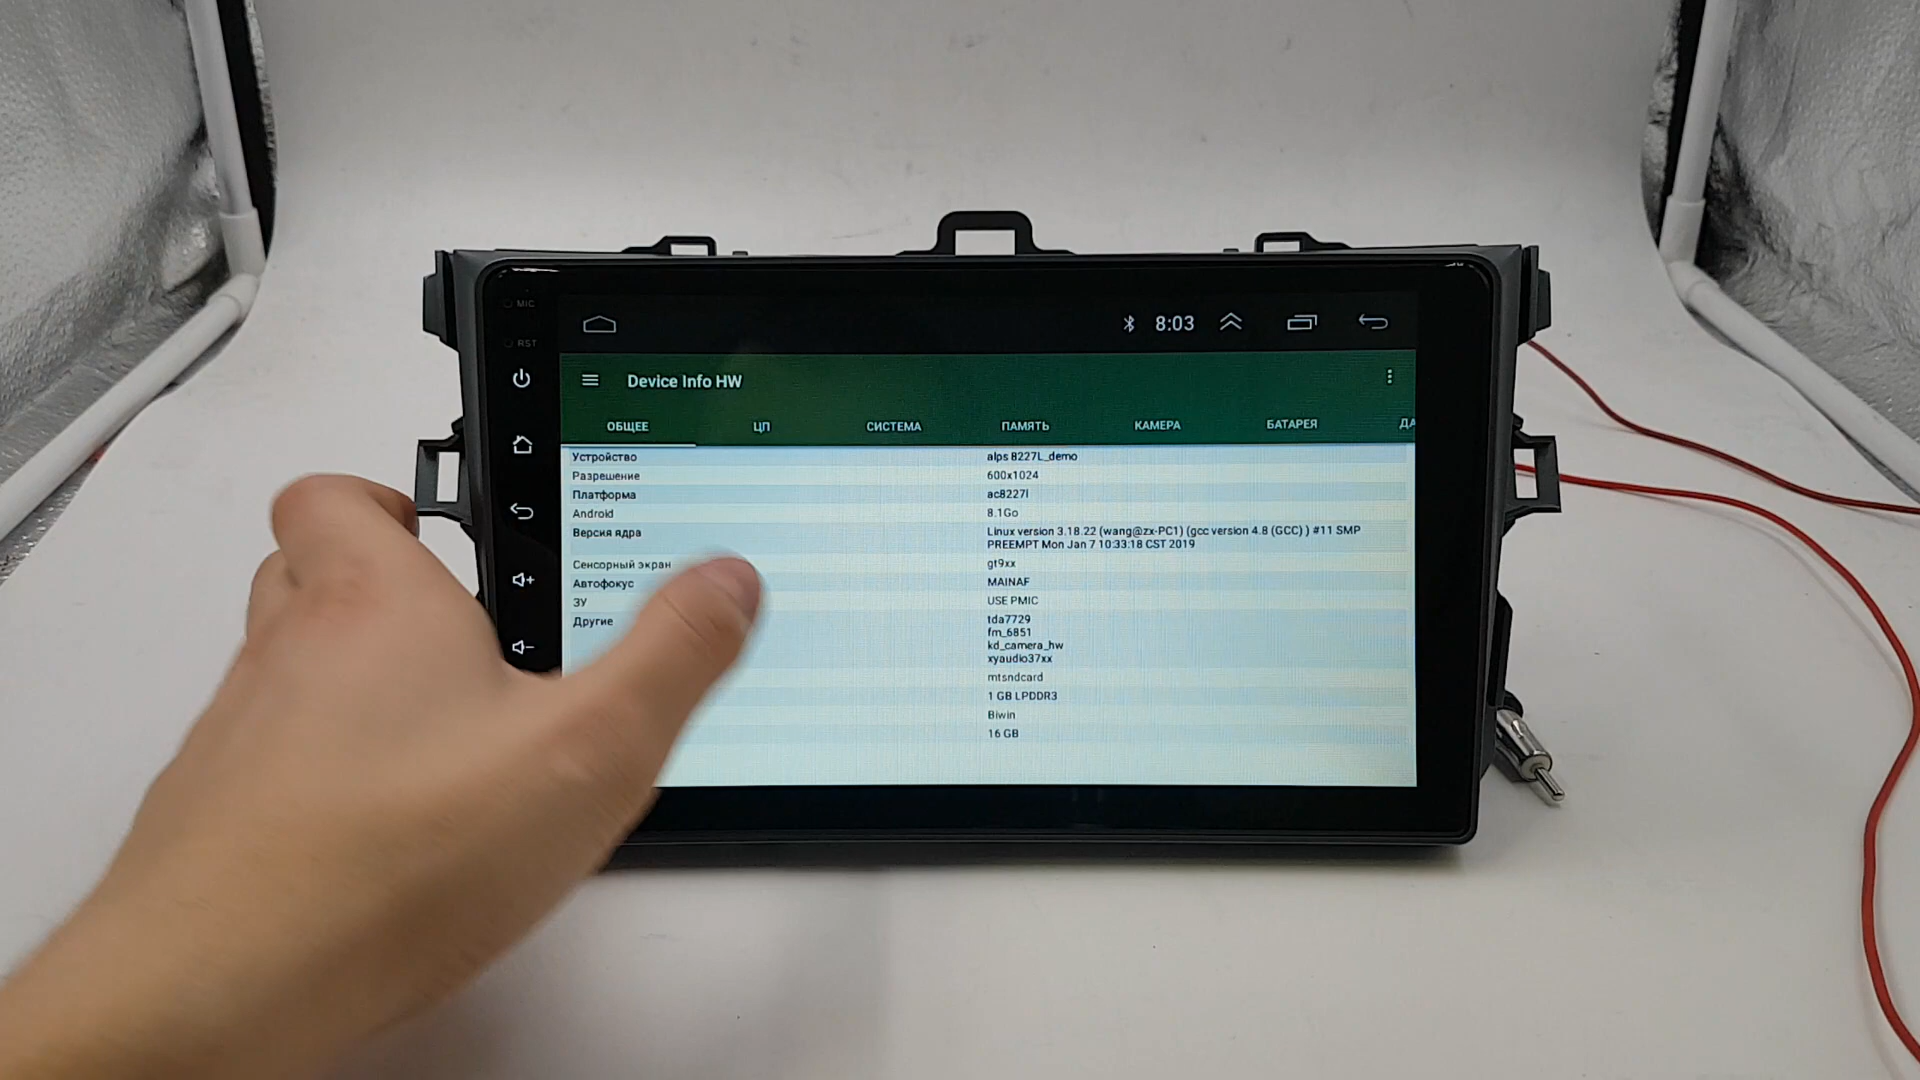 MIC
8:03
RST
Device Info HW
ОБЩЕЕ ЦП СИСТЕМА ПАМЯТЬ КАМЕРА БАТАРЕЯ ДА
Устройство alps 8227L_demo
Разрешение 600x1024
Платформа ac8227l
Android 8.1Go
Версия ядра Linux version 3.18.22 (wang@zx-PC1) (gcc version 4.8 (GCC) ) #11 SMP
PREEMPT Mon Jan 7 10:33:18 CST 2019
Сенсорный экран gt9xx
Автофокус MAINAF
ЗУ USE PMIC
Другие tda7729
fm_6851
kd_camera_hw
xyaudio37xx
mtsndcard
1 GB LPDDR3
Biwin
16 GB